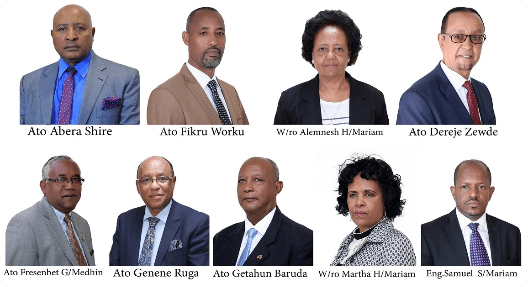 Ato Abera Shire
Ato Fikru Worku
W/ro Alemnesh H/Mariam
Ato Dereje Zewde
Ato Fresenbet G/Medhin
Ato Genene Ruga
Ato Getahun Baruda
W/ro Martha H/Mariam
Eng.Samuel S/Mariam